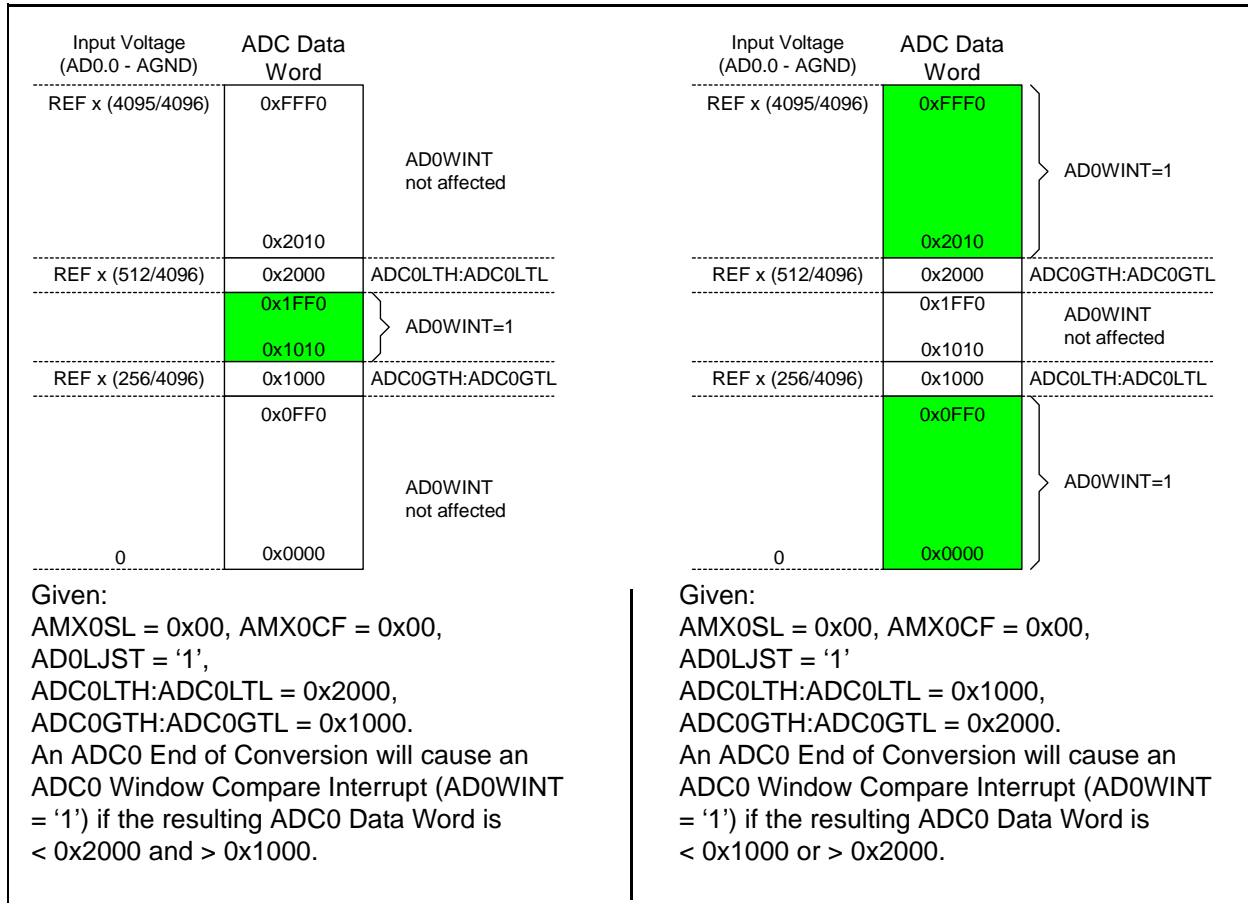 Input Voltage
(AD0.0 - AGND)
ADC Data
Word
REF x (4095/4096)
0xFFF0
AD0WINT
not affected
0x2010
REF x (512/4096)
0x2000
ADC0LTH:ADC0LTL
0x1FF0
AD0WINT=1
0x1010
REF x (256/4096)
0x1000
ADC0GTH:ADC0GTL
0x0FF0
AD0WINT
not affected
0
0x0000
Given:
AMX0SL = 0x00, AMX0CF = 0x00,
AD0LJST = ‘1’,
ADC0LTH:ADC0LTL = 0x2000,
ADC0GTH:ADC0GTL = 0x1000.
An ADC0 End of Conversion will cause an
ADC0 Window Compare Interrupt (AD0WINT
= ‘1’) if the resulting ADC0 Data Word is
< 0x2000 and > 0x1000.
Input Voltage
(AD0.0 - AGND)
ADC Data
Word
REF x (4095/4096)
0xFFF0
AD0WINT=1
0x2010
REF x (512/4096)
0x2000
ADC0GTH:ADC0GTL
0x1FF0
AD0WINT
not affected
0x1010
REF x (256/4096)
0x1000
ADC0LTH:ADC0LTL
0x0FF0
AD0WINT=1
0
0x0000
Given:
AMX0SL = 0x00, AMX0CF = 0x00,
AD0LJST = ‘1’
ADC0LTH:ADC0LTL = 0x1000,
ADC0GTH:ADC0GTL = 0x2000.
An ADC0 End of Conversion will cause an
ADC0 Window Compare Interrupt (AD0WINT
= ‘1’) if the resulting ADC0 Data Word is
< 0x1000 or > 0x2000.